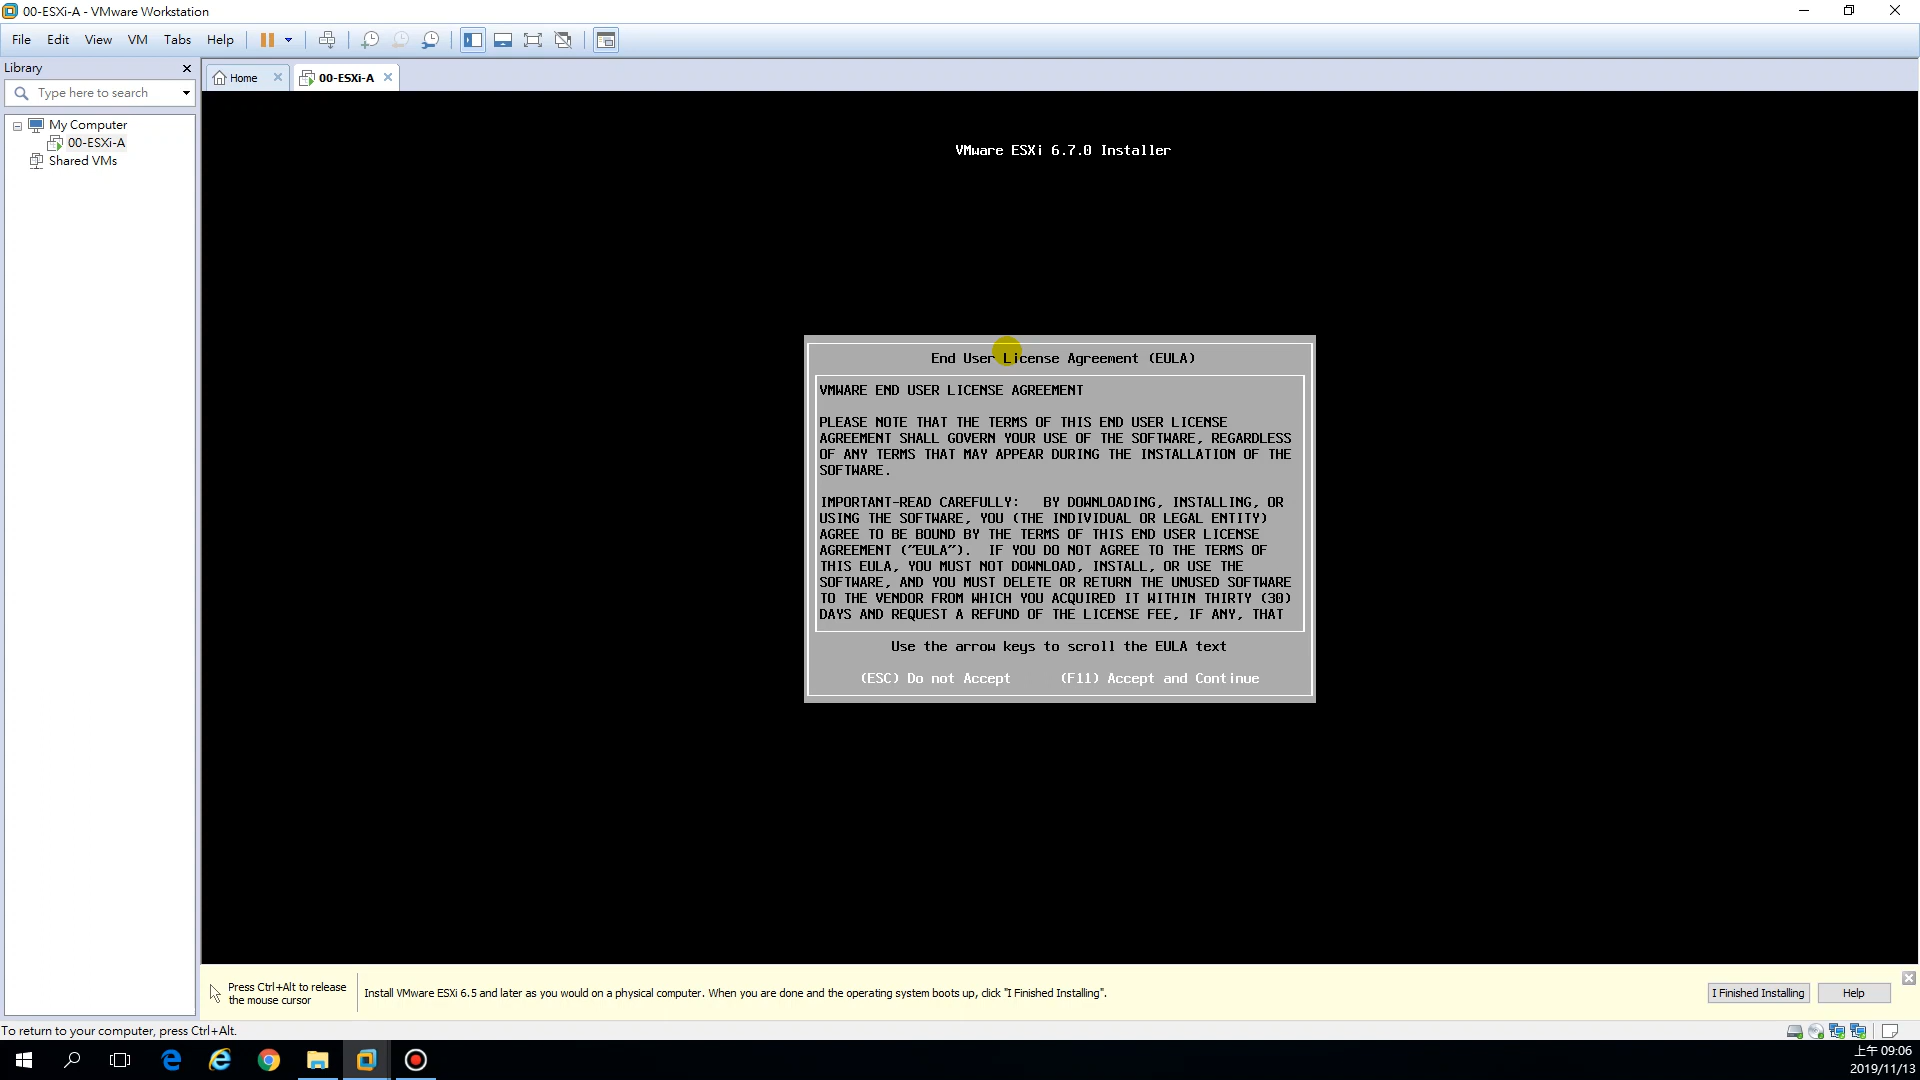 00-ESXi-A - VMware Workstation
File Edit View VM Tabs Help
Library
Home
00-ESXi-A
Type here to search
My Computer
00-ESXi-A
Shared VMs
VMware ESXi 6.7.0 Installer
End User License Agreement (EULA)
VMWARE END USER LICENSE AGREEMENT
PLEASE NOTE THAT THE TERMS OF THIS END USER LICENSE
AGREEMENT SHALL GOVERN YOUR USE OF THE SOFTWARE, REGARDLESS
OF ANY TERMS THAT MAY APPEAR DURING THE INSTALLATION OF THE
SOFTWARE.
IMPORTANT-READ CAREFULLY:   BY DOWNLOADING, INSTALLING, OR
USING THE SOFTWARE, YOU (THE INDIVIDUAL OR LEGAL ENTITY)
AGREE TO BE BOUND BY THE TERMS OF THIS END USER LICENSE
AGREEMENT ("EULA").  IF YOU DO NOT AGREE TO THE TERMS OF
THIS EULA, YOU MUST NOT DOWNLOAD, INSTALL, OR USE THE
SOFTWARE, AND YOU MUST DELETE OR RETURN THE UNUSED SOFTWARE
TO THE VENDOR FROM WHICH YOU ACQUIRED IT WITHIN THIRTY (30)
DAYS AND REQUEST A REFUND OF THE LICENSE FEE, IF ANY, THAT
Use the arrow keys to scroll the EULA text
(ESC) Do not Accept      (F11) Accept and Continue
Press Ctrl+Alt to release
the mouse cursor
Install VMware ESXi 6.5 and later as you would on a physical computer. When you are done and the operating system boots up, click "I Finished Installing".
I Finished Installing
Help
To return to your computer, press Ctrl+Alt.
上午 09:06
2019/11/13